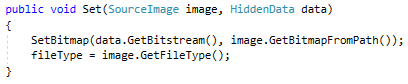 public void Set(SourceImage image, HiddenData data)
{
    SetBitmap(data.GetBitstream(), image.GetBitmapFromPath());
    fileType = image.GetFileType();
}